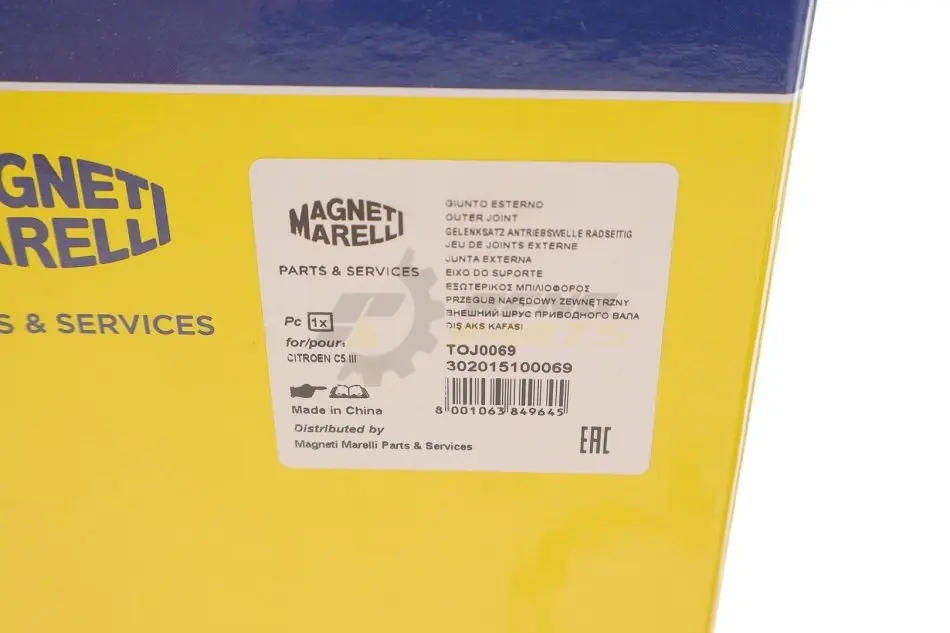 AGNETI
ARELLI
S & SERVICES
MAGNETI
MARELLI
PARTS & SERVICES
Pc 1x
for/pour:
CITROEN C5 III
Made in China
Distributed by
Magneti Marelli Parts & Services
GIUNTO ESTERNO
OUTER JOINT
GELENKSATZ ANTRIEBSWELLE RADSEITIG
JEU DE JOINTS EXTERNE
JUNTA EXTERNA
EIXO DO SUPORTE
ΕΞΩΤΕΡΙΚΟΣ ΜΠΙΛΙΟΦΟΡΟΣ
PRZEGUB NAPĘDOWY ZEWNĘTRZNY
ВНЕШНИЙ ШРУС ПРИВОДНОГО ВАЛА
DIŞ AKS KAFASI
TOJ0069
302015100069
8 001063 849645
EAC